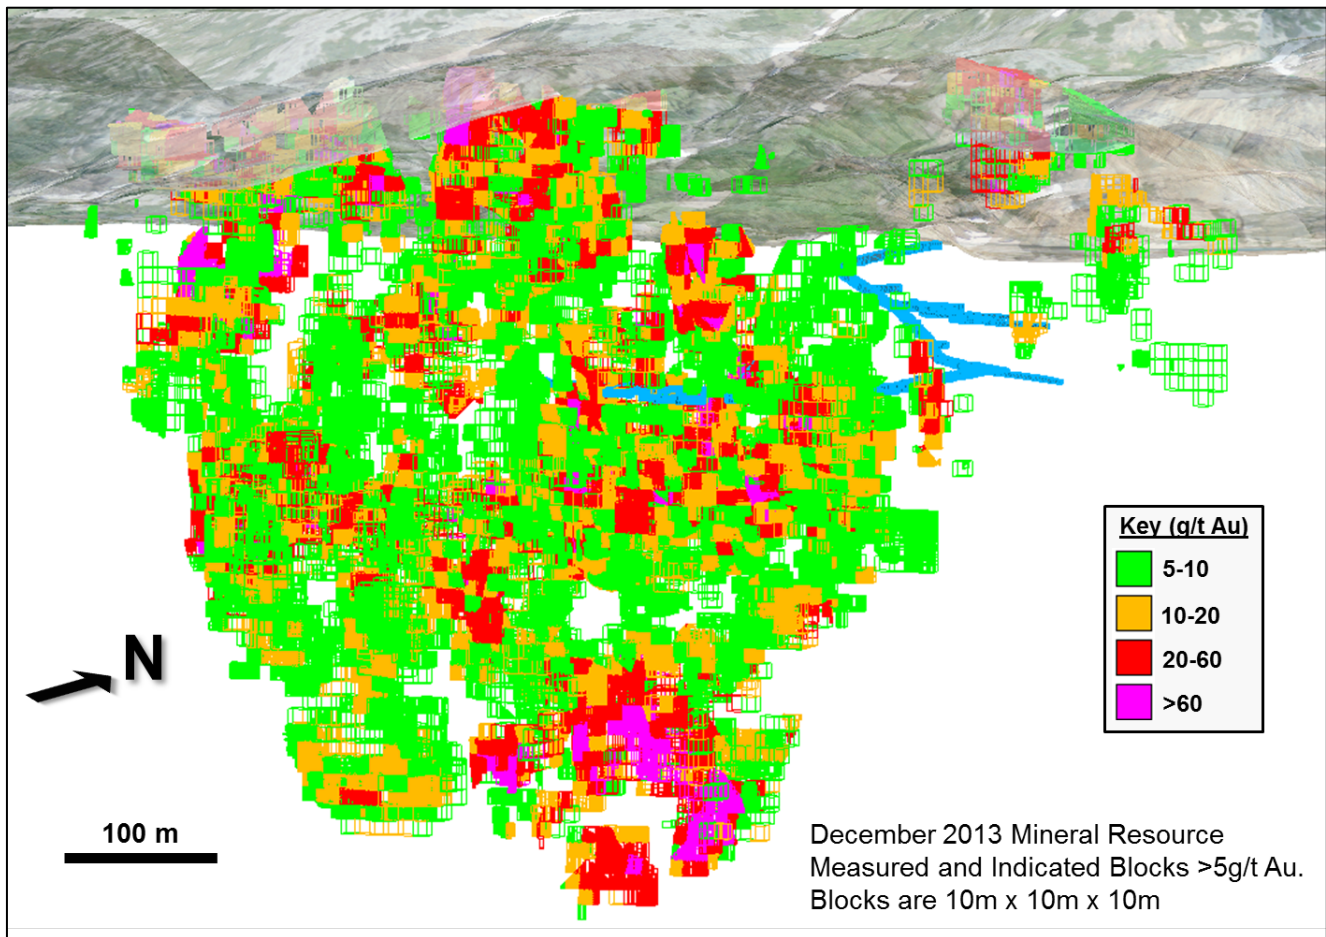 Key (g/t Au)
5-10
10-20
20-60
>60
N
100 m
December 2013 Mineral Resource
Measured and Indicated Blocks >5g/t Au.
Blocks are 10m x 10m x 10m